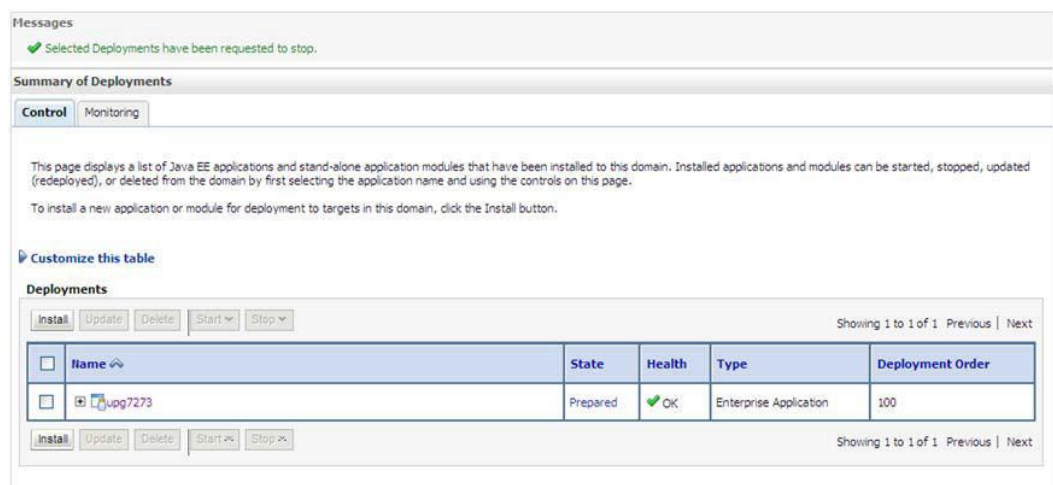 Messages
Selected Deployments have been requested to stop.
Summary of Deployments
Control Monitoring
This page displays a list of Java EE applications and stand-alone application modules that have been installed to this domain. Installed applications and modules can be started, stopped, updated
(redeployed), or deleted from the domain by first selecting the application name and using the controls on this page.
To install a new application or module for deployment to targets in this domain, click the Install button.
Customize this table
Deployments
Install Update Delete Start Stop Showing 1 to 1 of 1 Previous | Next
Name State Health Type Deployment Order
upg7273 Prepared OK Enterprise Application 100
Install Update Delete Start Stop Showing 1 to 1 of 1 Previous | Next